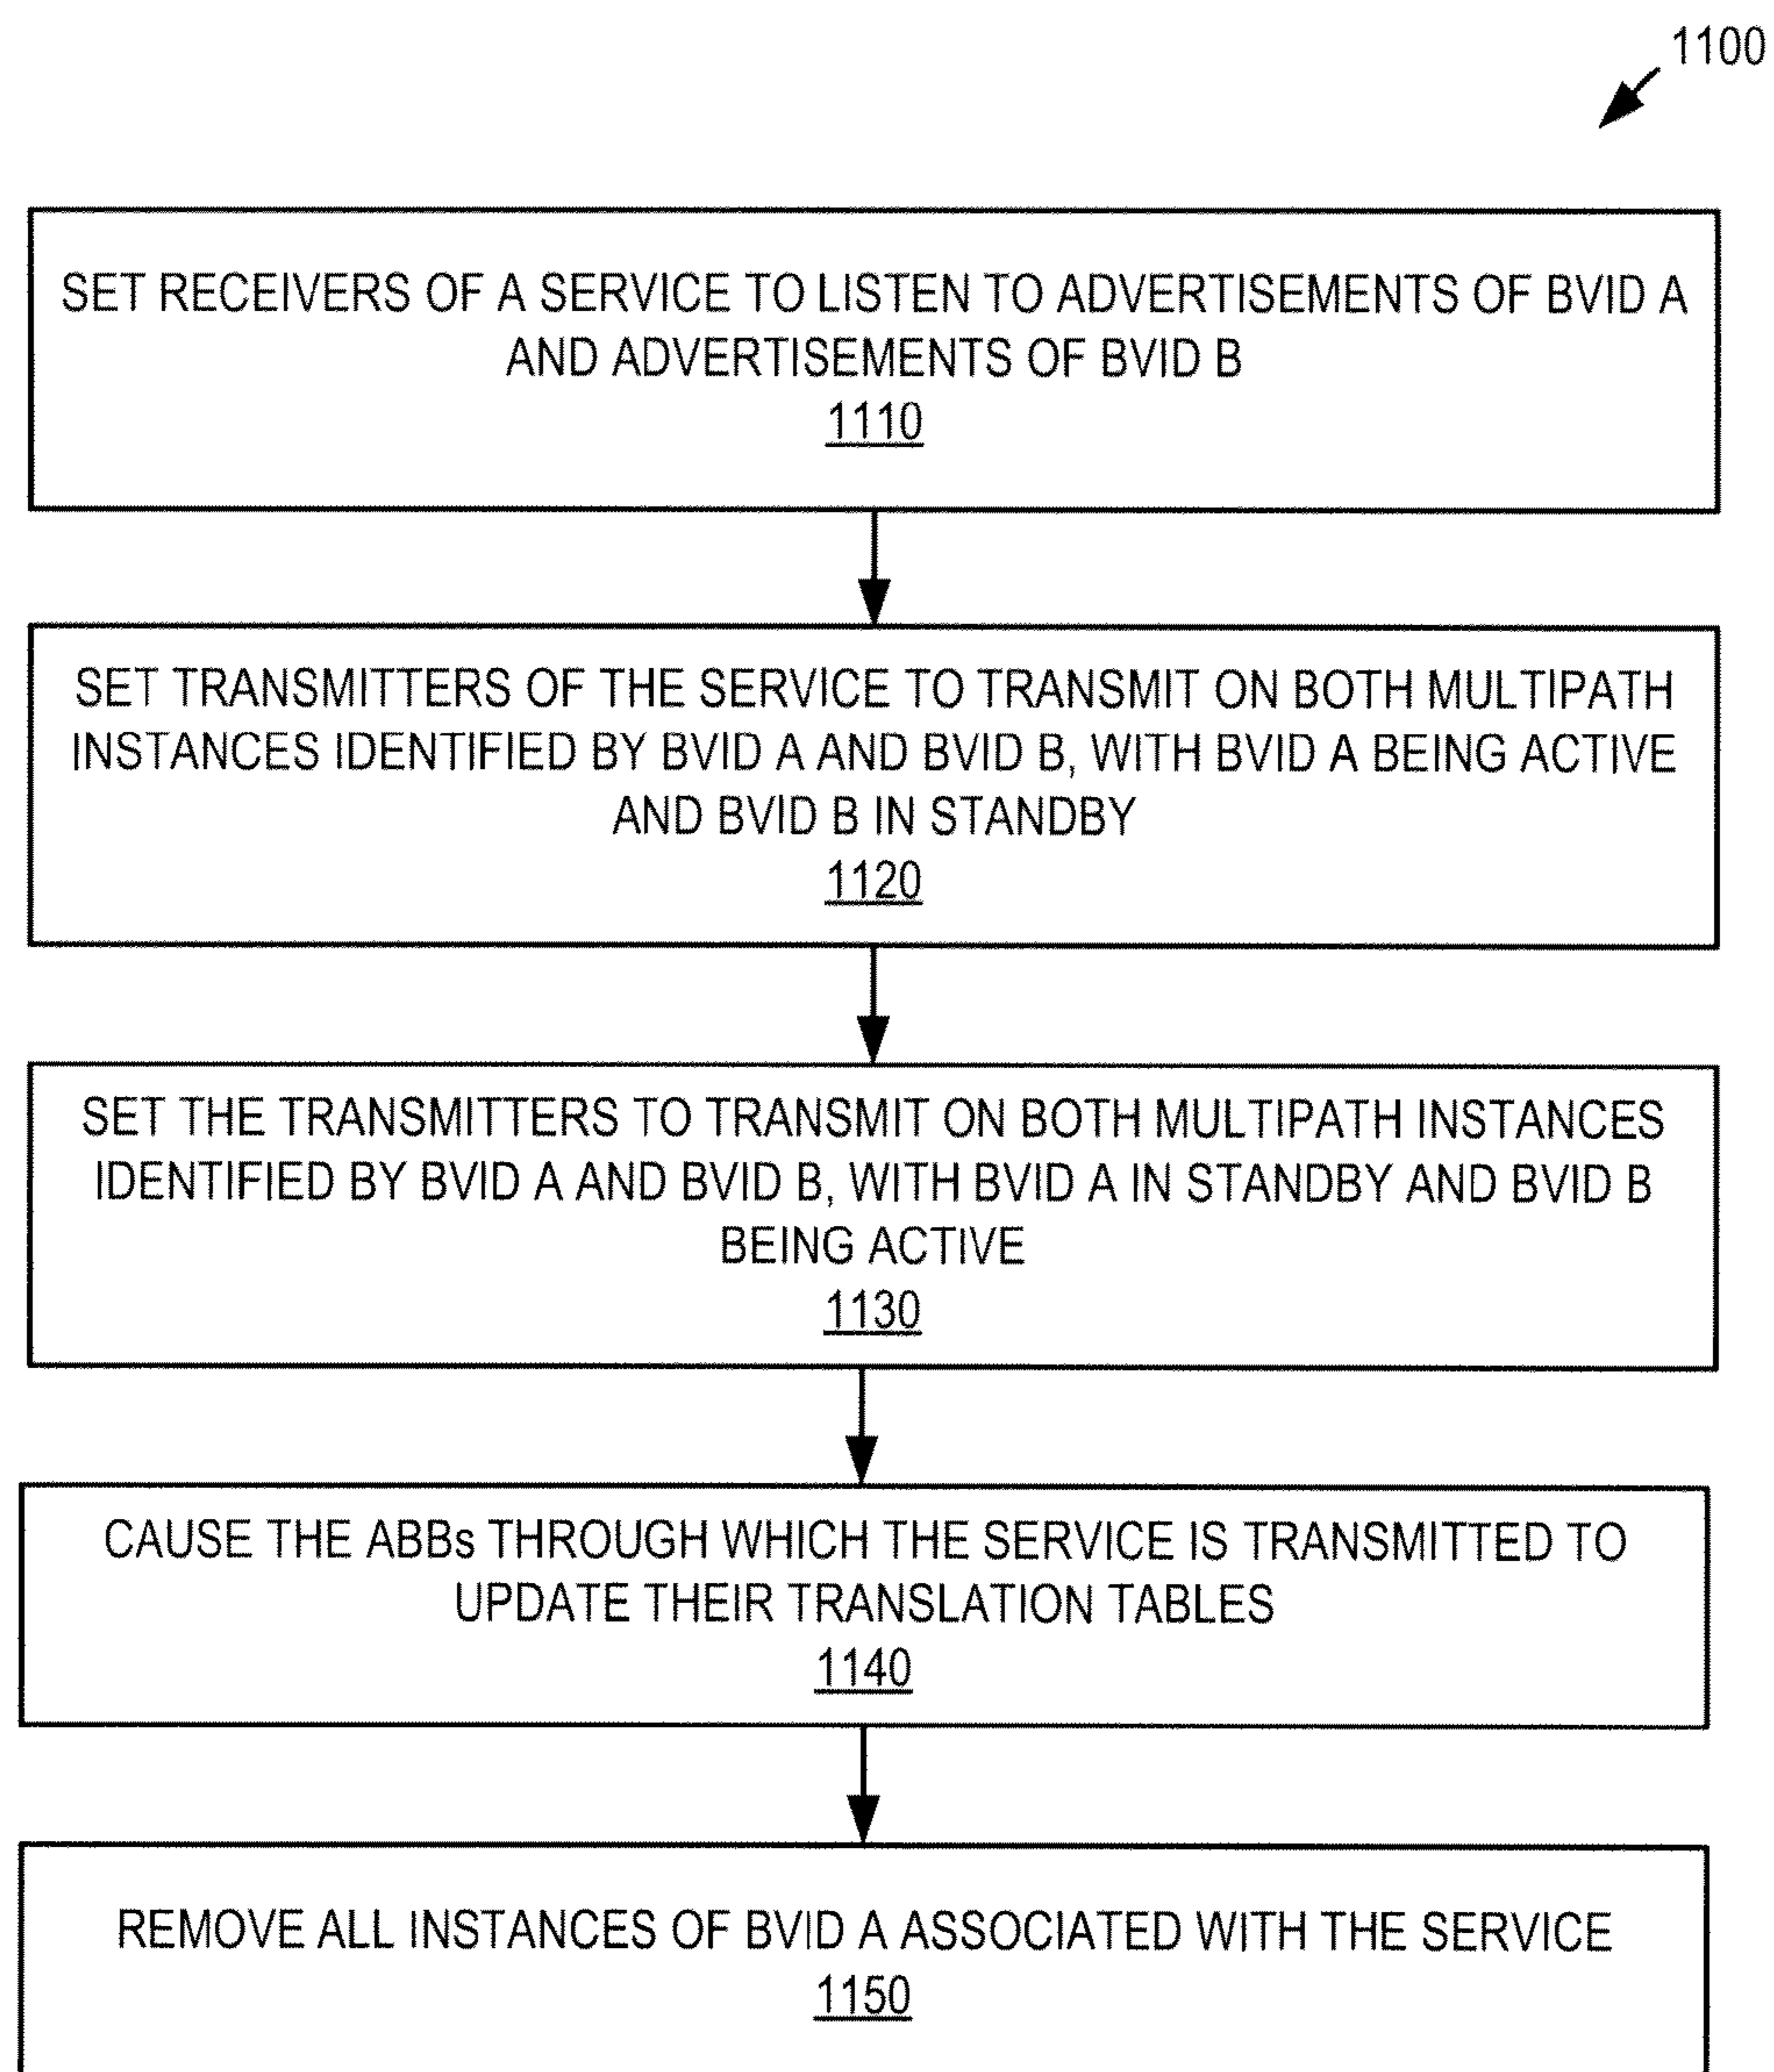 1100
SET RECEIVERS OF A SERVICE TO LISTEN TO ADVERTISEMENTS OF BVID A
AND ADVERTISEMENTS OF BVID B
1110
SET TRANSMITTERS OF THE SERVICE TO TRANSMIT ON BOTH MULTIPATH
INSTANCES IDENTIFIED BY BVID A AND BVID B, WITH BVID A BEING ACTIVE
AND BVID B IN STANDBY
1120
SET THE TRANSMITTERS TO TRANSMIT ON BOTH MULTIPATH INSTANCES
IDENTIFIED BY BVID A AND BVID B, WITH BVID A IN STANDBY AND BVID B
BEING ACTIVE
1130
CAUSE THE ABBs THROUGH WHICH THE SERVICE IS TRANSMITTED TO
UPDATE THEIR TRANSLATION TABLES
1140
REMOVE ALL INSTANCES OF BVID A ASSOCIATED WITH THE SERVICE
1150